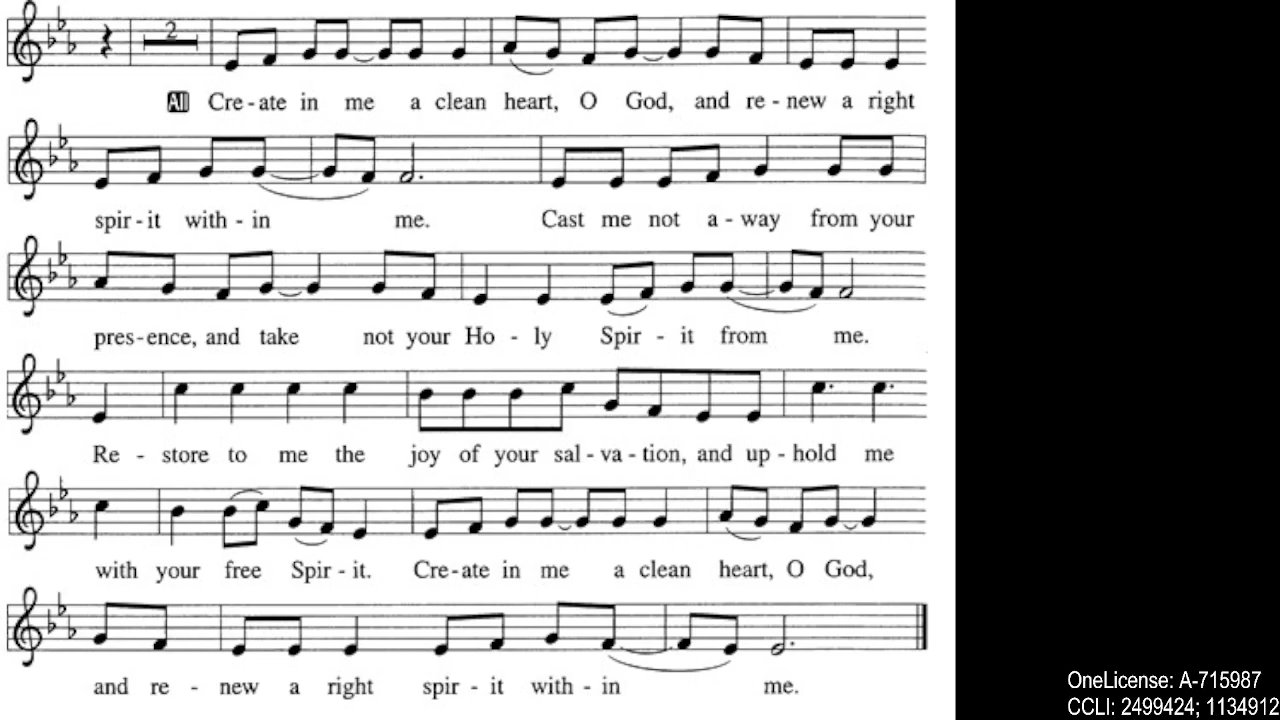 2
All Cre-ate in me a clean heart, O God, and re-new a right
spir-it with-in me. Cast me not a-way from your
pres-ence, and take not your Ho-ly Spir-it from me.
Re-store to me the joy of your sal-va-tion, and up-hold me
with your free Spir-it. Cre-ate in me a clean heart, O God,
and re-new a right spir-it with-in me.
OneLicense: A-715987
CCLI: 2499424; 1134912